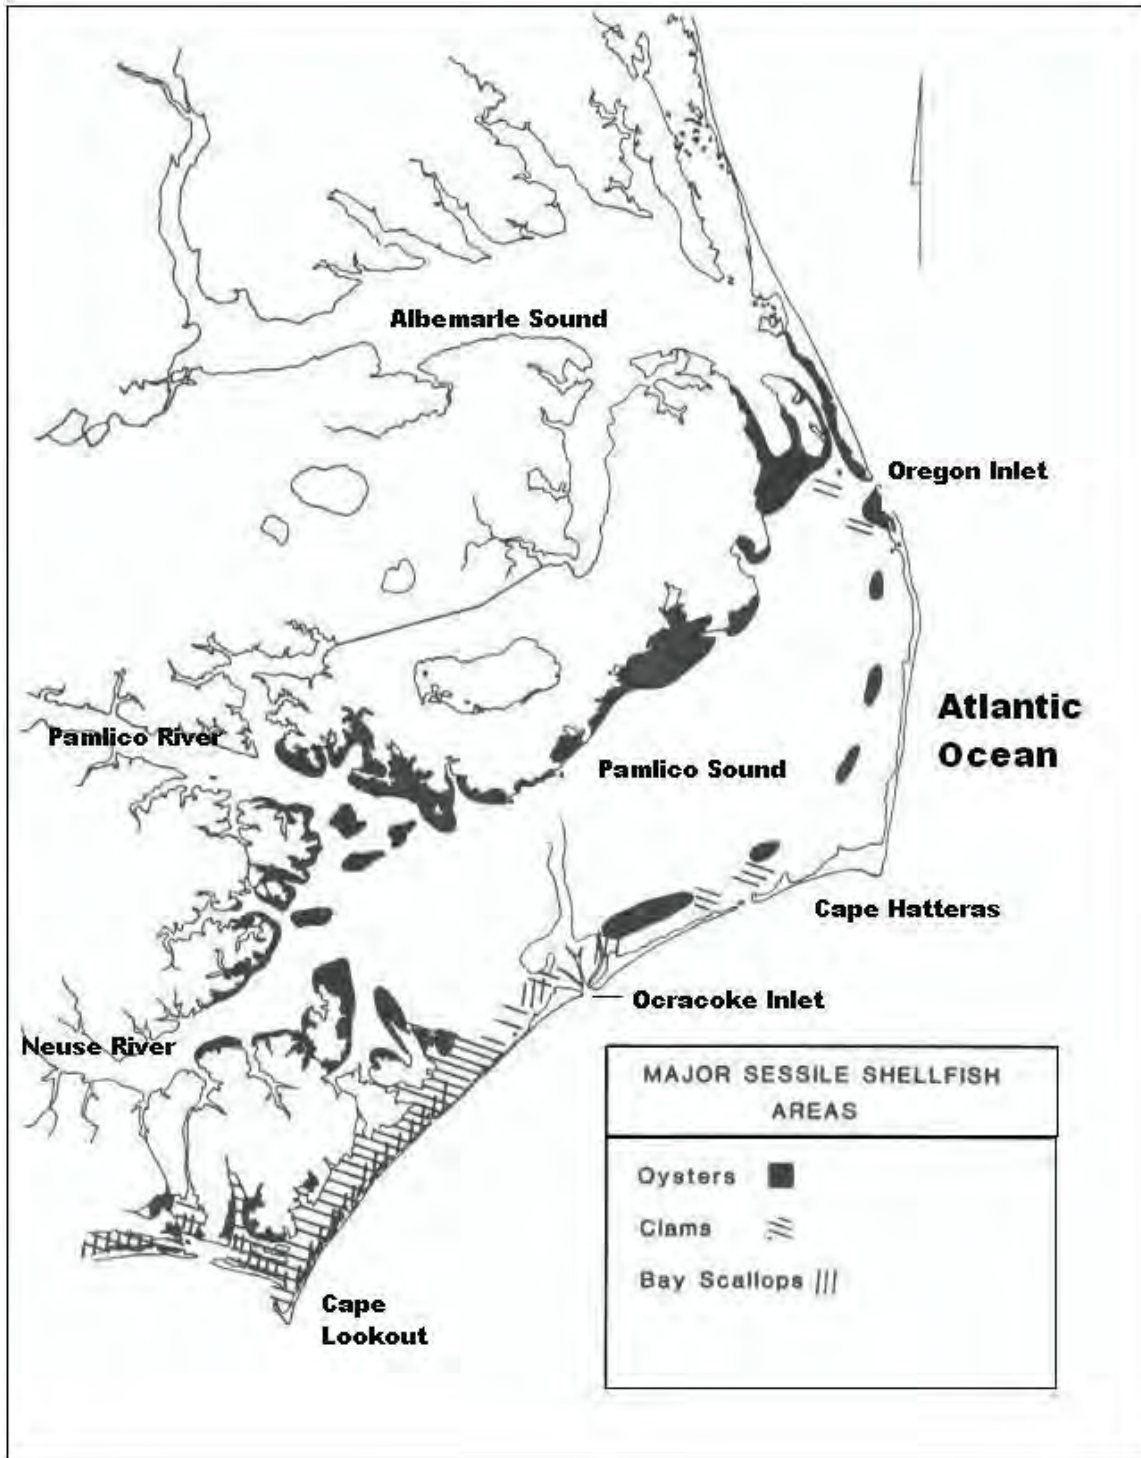 Albemarle Sound
Oregon Inlet
Atlantic
Ocean
Pamlico River
Pamlico Sound
Cape Hatteras
Ocracoke Inlet
Neuse River
MAJOR SESSILE SHELLFISH
AREAS
Oysters
Clams
Bay Scallops
Cape
Lookout